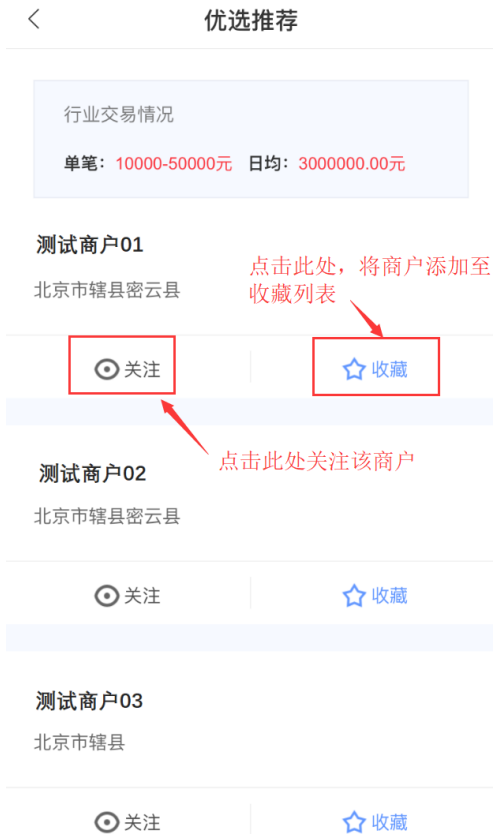 优选推荐
行业交易情况
单笔：10000-50000元 日均：3000000.00元
测试商户01
北京市辖县密云县
点击此处，将商户添加至
收藏列表
关注
收藏
点击此处关注该商户
测试商户02
北京市辖县密云县
关注
收藏
测试商户03
北京市辖县
关注
收藏